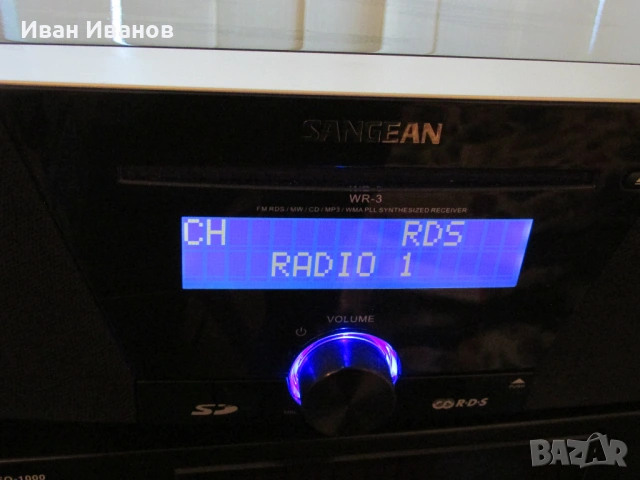 Иван Иванов
SANGEAN
WR-3
FM RDS / MW / CD / MP3 / WMA PLL SYNTHESIZED RECEIVER
CH RDS
RADIO 1
VOLUME
SD
R·D·S
BAZAR